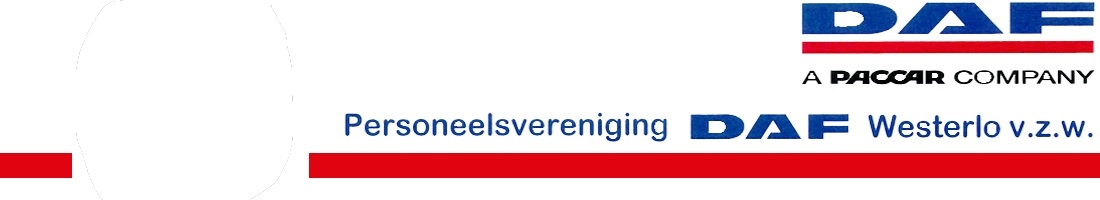 DAF
A PACCAR COMPANY
Personeelsvereniging DAF Westerlo v.z.w.